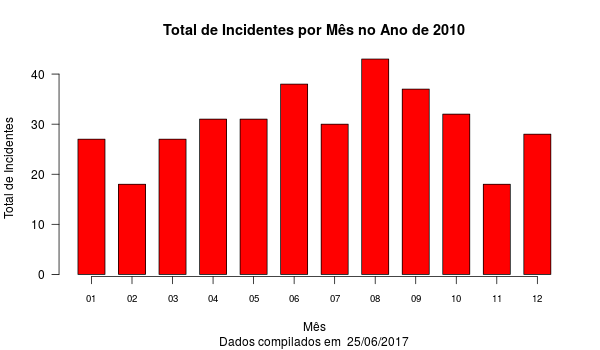 Total de Incidentes por Mês no Ano de 2010
Total de Incidentes
40
30
20
10
0
01 02 03 04 05 06 07 08 09 10 11 12
Mês
Dados compilados em 25/06/2017